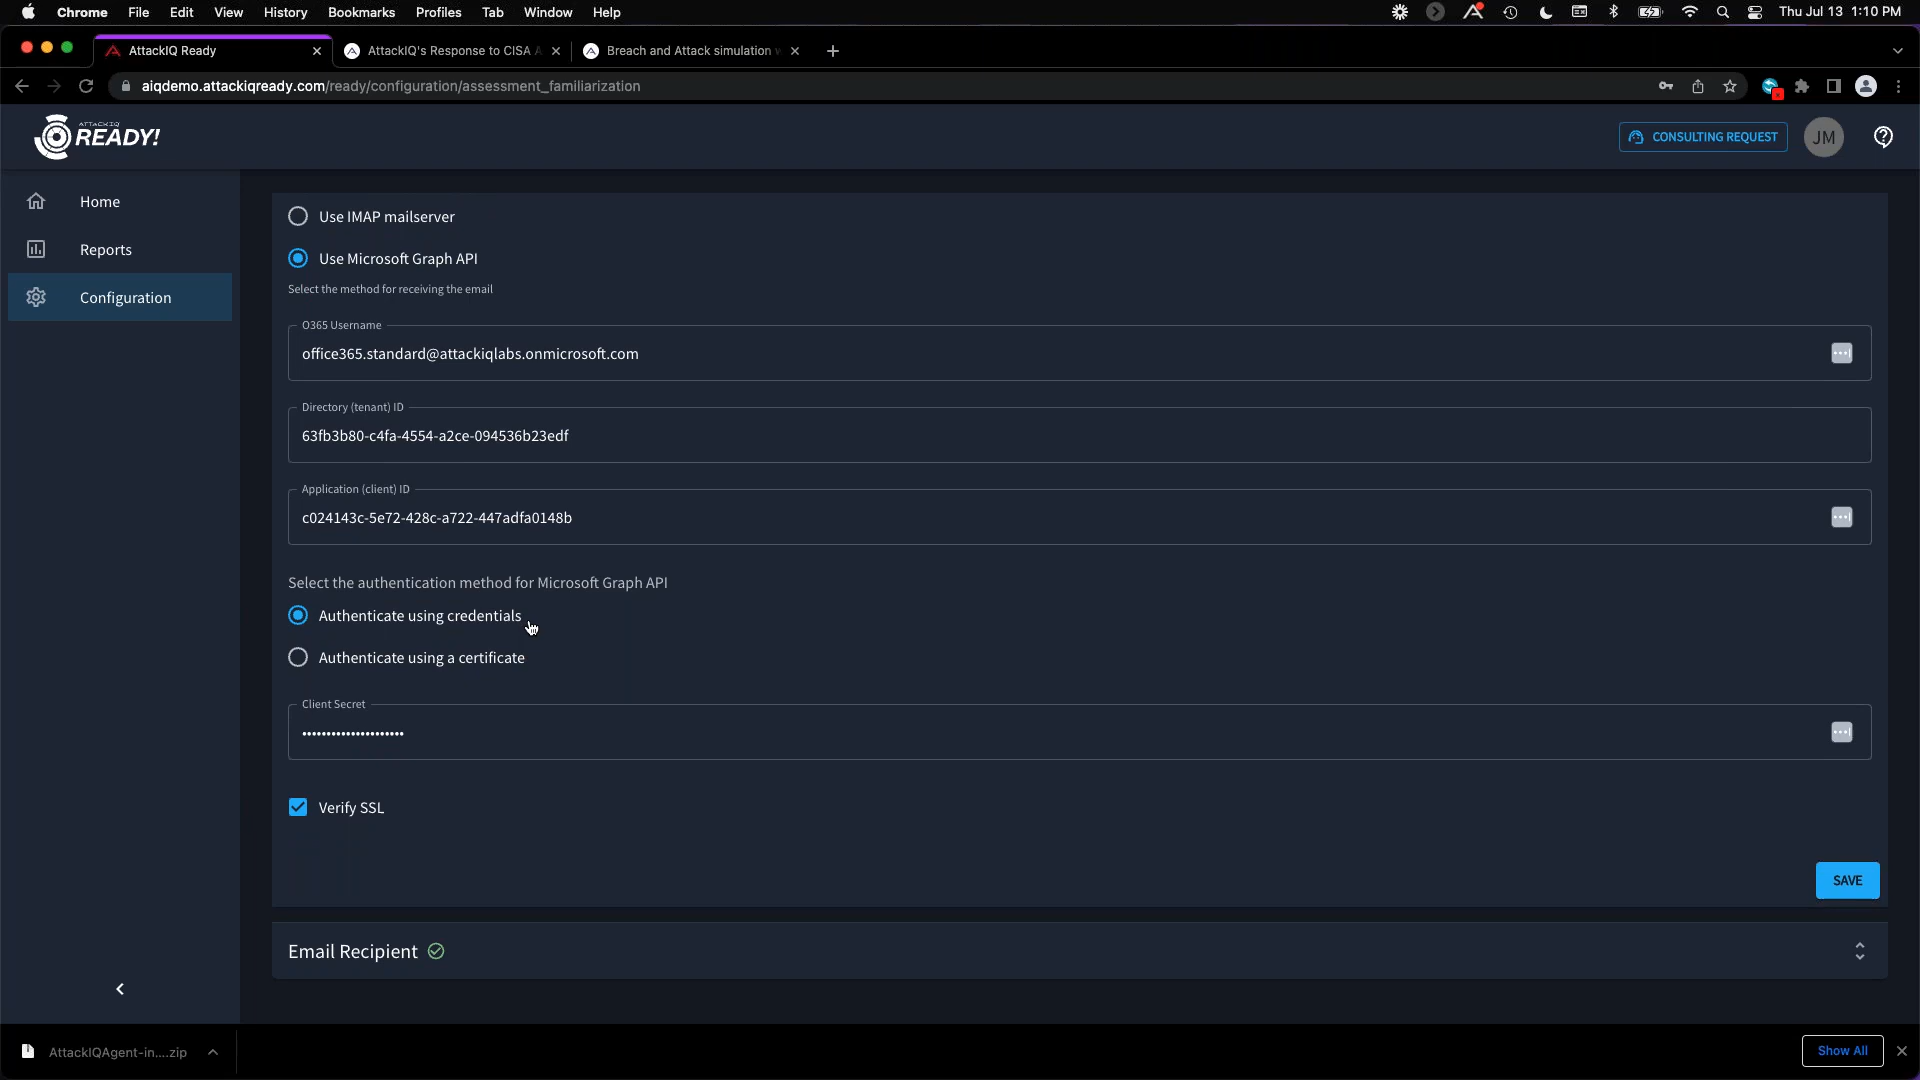 Chrome File Edit View History Bookmarks Profiles Tab Window Help Thu Jul 13 1:10 PM
AttackIQ Ready AttackIQ's Response to CISA A Breach and Attack simulation w
aiqdemo.attackiqready.com/ready/configuration/assessment_familiarization
ATTACKIQ
READY!
CONSULTING REQUEST JM
Home
Reports
Configuration
Use IMAP mailserver
Use Microsoft Graph API
Select the method for receiving the email
O365 Username
office365.standard@attackiqlabs.onmicrosoft.com
Directory (tenant) ID
63fb3b80-c4fa-4554-a2ce-094536b23edf
Application (client) ID
c024143c-5e72-428c-a722-447adfa0148b
Select the authentication method for Microsoft Graph API
Authenticate using credentials
Authenticate using a certificate
Client Secret
•••••••••••••••••••••
Verify SSL
SAVE
Email Recipient
AttackIQAgent-in....zip Show All